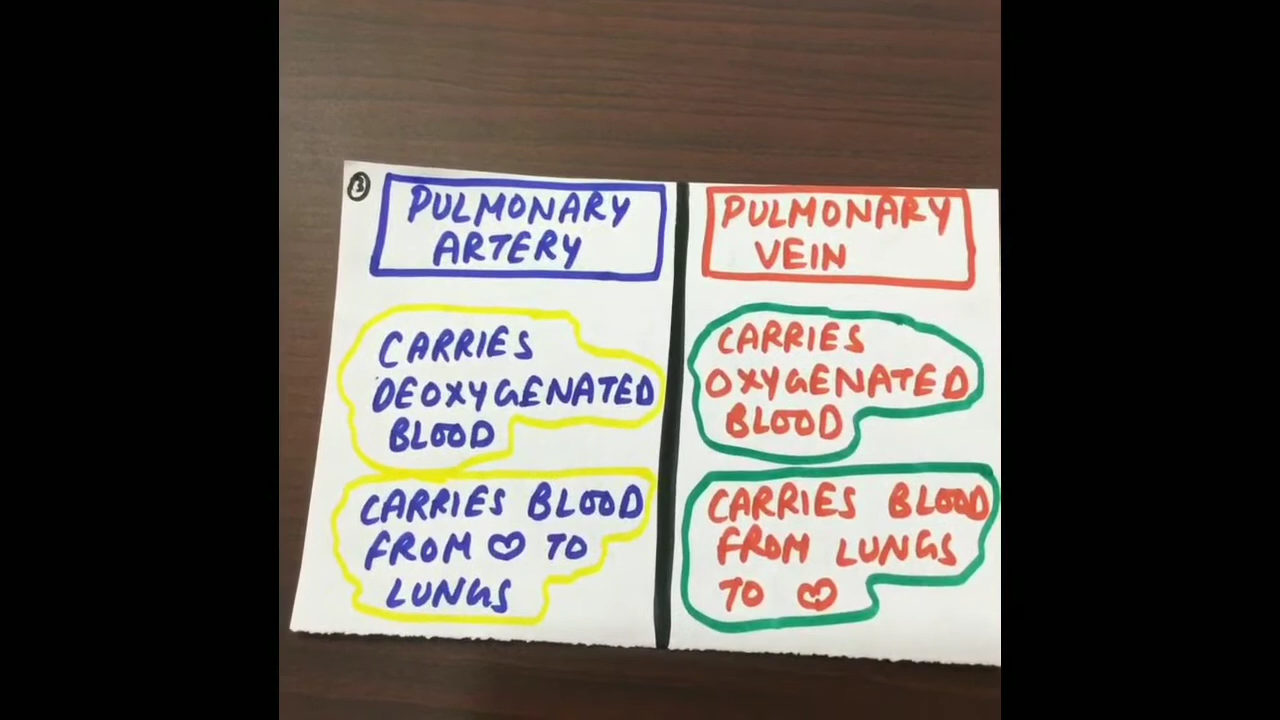 3
PULMONARY
ARTERY
CARRIES
DEOXYGENATED
BLOOD
CARRIES BLOOD
FROM ♡ TO
LUNGS
PULMONARY
VEIN
CARRIES
OXYGENATED
BLOOD
CARRIES BLOOD
FROM LUNGS
TO ♡